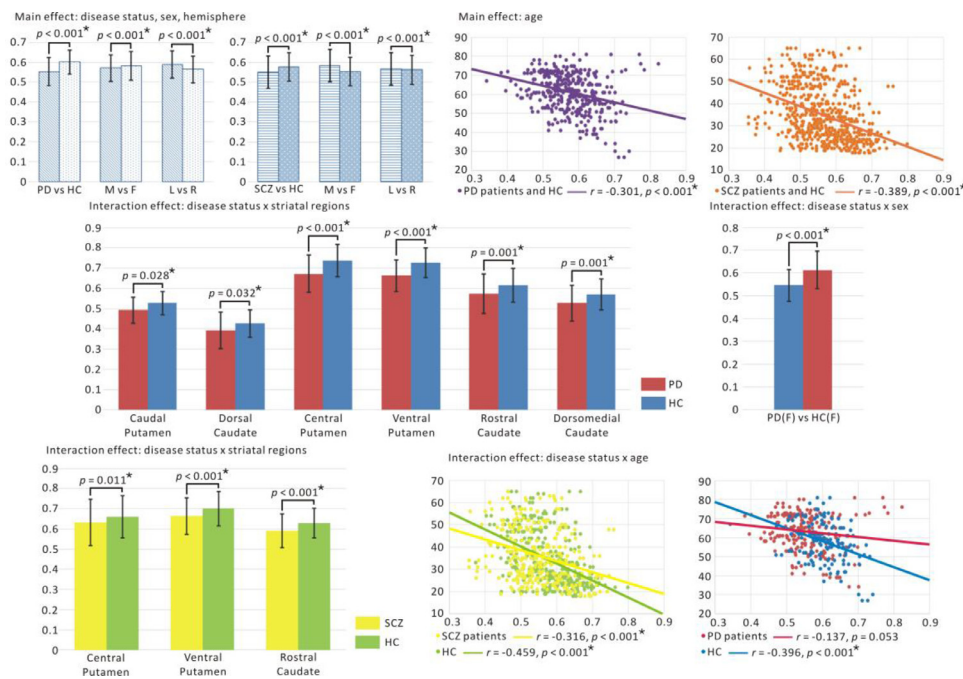 Main effect: disease status, sex, hemisphere
0.7
0.6
0.5
0.4
0.3
0.2
0.1
0
p < 0.001*
p < 0.001*
p < 0.001*
PD vs HC
M vs F
L vs R
0.7
0.6
0.5
0.4
0.3
0.2
0.1
0
p < 0.001*
p < 0.001*
p < 0.001*
SCZ vs HC
M vs F
L vs R
Main effect: age
90
80
70
60
50
40
30
20
0.3 0.4 0.5 0.6 0.7 0.8 0.9
PD patients and HC r = -0.301, p < 0.001*
70
60
50
40
30
20
10
0.3 0.4 0.5 0.6 0.7 0.8 0.9
SCZ patients and HC r = -0.389, p < 0.001*
Interaction effect: disease status x striatal regions
0.9
0.8
0.7
0.6
0.5
0.4
0.3
0.2
0.1
0
p = 0.028*
p = 0.032*
p < 0.001*
p < 0.001*
p = 0.001*
p = 0.001*
Caudal Putamen
Dorsal Caudate
Central Putamen
Ventral Putamen
Rostral Caudate
Dorsomedial Caudate
PD
HC
Interaction effect: disease status x sex
0.8
0.7
0.6
0.5
0.4
0.3
0.2
0.1
0
p < 0.001*
PD(F) vs HC(F)
Interaction effect: disease status x striatal regions
0.9
0.8
0.7
0.6
0.5
0.4
0.3
0.2
0.1
0
p = 0.011*
p < 0.001*
p < 0.001*
Central Putamen
Ventral Putamen
Rostral Caudate
SCZ
HC
Interaction effect: disease status x age
70
60
50
40
30
20
10
0.3 0.4 0.5 0.6 0.7 0.8 0.9
SCZ patients r = -0.316, p < 0.001*
HC r = -0.459, p < 0.001*
90
80
70
60
50
40
30
20
0.3 0.4 0.5 0.6 0.7 0.8 0.9
PD patients r = -0.137, p = 0.053
HC r = -0.396, p < 0.001*